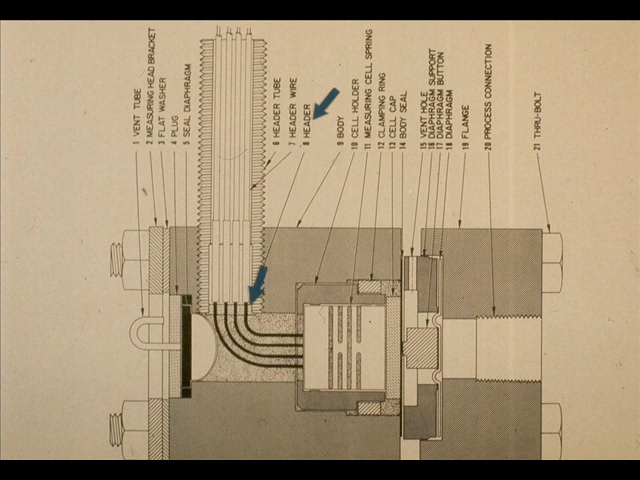 1 VENT TUBE
2 MEASURING HEAD BRACKET
3 FLAT WASHER
4 PLUG
5 SEAL DIAPHRAGM
6 HEADER TUBE
7 HEADER WIRE
8 HEADER
9 BODY
10 CELL HOLDER
11 MEASURING CELL SPRING
12 CLAMPING RING
13 CELL CAP
14 BODY SEAL
15 VENT HOLE
16 DIAPHRAGM SUPPORT
17 DIAPHRAGM BUTTON
18 DIAPHRAGM
19 FLANGE
20 PROCESS CONNECTION
21 THRU-BOLT